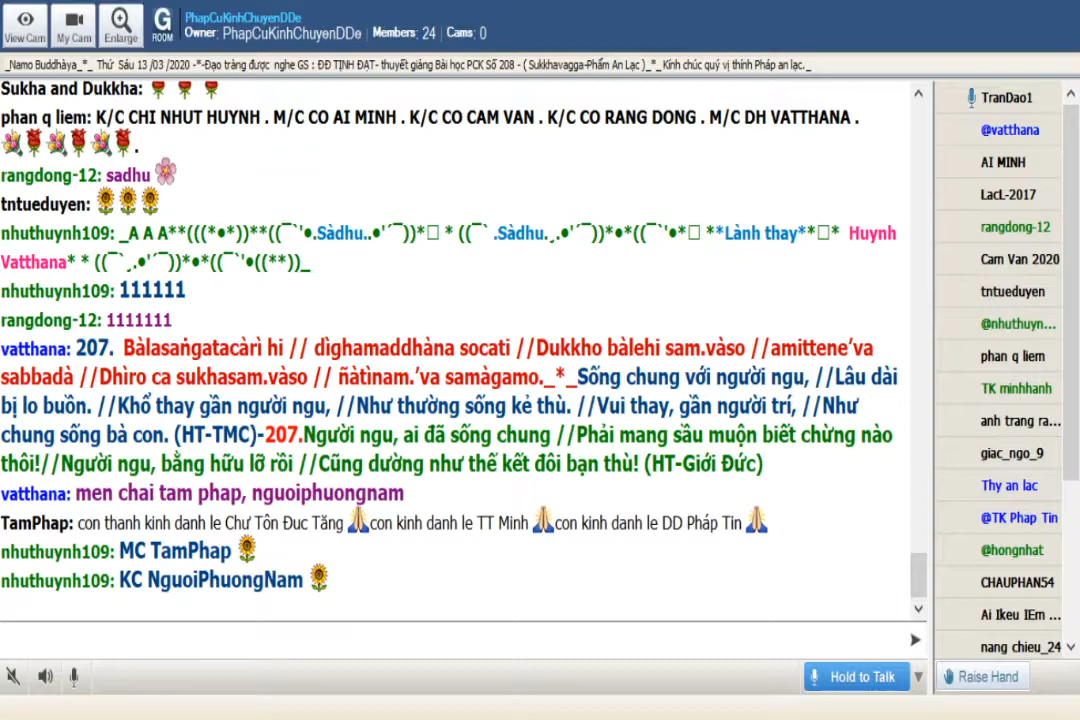 PhapCuKinhChuyenDDe
Owner: PhapCuKinhChuyenDDe | Members: 24 | Cams: 0
View Cam My Cam Enlarge G ROOM
_Namo Buddhàya_*_ Thứ Sáu 13 /03 /2020 -*-Đạo tràng được nghe GS : ĐĐ TỊNH ĐẠT- thuyết giảng Bài học PCK Số 208 - ( Sukkhavagga-Phẩm An Lạc )_*_Kính chúc quý vị thính Pháp an lạc._
Sukha and Dukkha:
phan q liem: K/C CHI NHUT HUYNH . M/C CO AI MINH . K/C CO CAM VAN . K/C CO RANG DONG . M/C DH VATTHANA .
.
rangdong-12: sadhu
tntueduyen:
nhuthuynh109: _A A A**(((*•*))**((¯`'•.Sàdhu..•'´¯))*□ * ((¯` .Sàdhu.¸.•'´¯))*•*((¯`'•*□ **Lành thay**□* Huynh
Vatthana* * ((¯`¸.•'´¯))*•*((¯`'•((**))_
nhuthuynh109: 111111
rangdong-12: 1111111
vatthana: 207. Bàlasaṅgatacàrì hi // dìghamaddhàna socati //Dukkho bàlehi sam.vàso //amittene’va
sabbadà //Dhìro ca sukhasam.vàso // ñàtìnam.’va samàgamo._*_Sống chung với người ngu, //Lâu dài
bị lo buồn. //Khổ thay gần người ngu, //Như thường sống kẻ thù. //Vui thay, gần người trí, //Như
chung sống bà con. (HT-TMC)-207.Người ngu, ai đã sống chung //Phải mang sầu muộn biết chừng nào
thôi!//Người ngu, bằng hữu lỡ rồi //Cũng dường như thế kết đôi bạn thù! (HT-Giới Đức)
vatthana: men chai tam phap, nguoiphuongnam
TamPhap: con thanh kinh danh le Chư Tôn Đưc Tăng con kinh danh le TT Minh con kinh danh le DD Pháp Tin
nhuthuynh109: MC TamPhap
nhuthuynh109: KC NguoiPhuongNam
TranDao1
@vatthana
AI MINH
LacL-2017
rangdong-12
Cam Van 2020
tntueduyen
@nhuthuyn...
phan q liem
TK minhhanh
anh trang ra...
giac_ngo_9
Thy an lac
@TK Phap Tin
@hongnhat
CHAUPHAN54
Ai lkeu IEm ...
nang chieu_24
Hold to Talk
Raise Hand